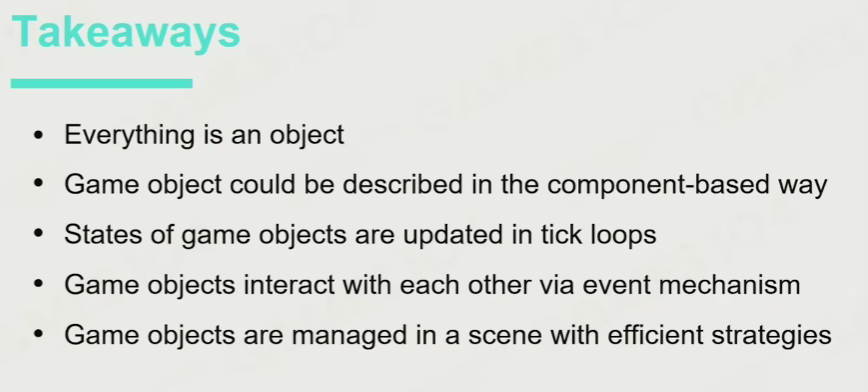 Takeaways
• Everything is an object
• Game object could be described in the component-based way
• States of game objects are updated in tick loops
• Game objects interact with each other via event mechanism
• Game objects are managed in a scene with efficient strategies